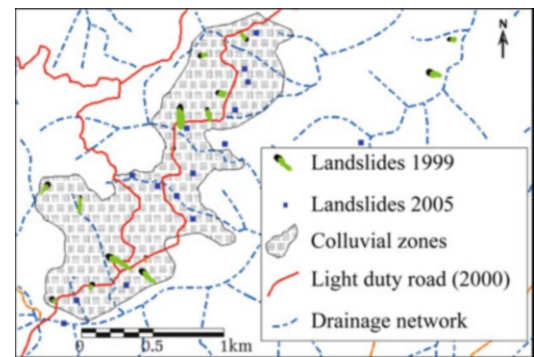 N
Landslides 1999
Landslides 2005
Colluvial zones
Light duty road (2000)
Drainage network
0 0.5 1km